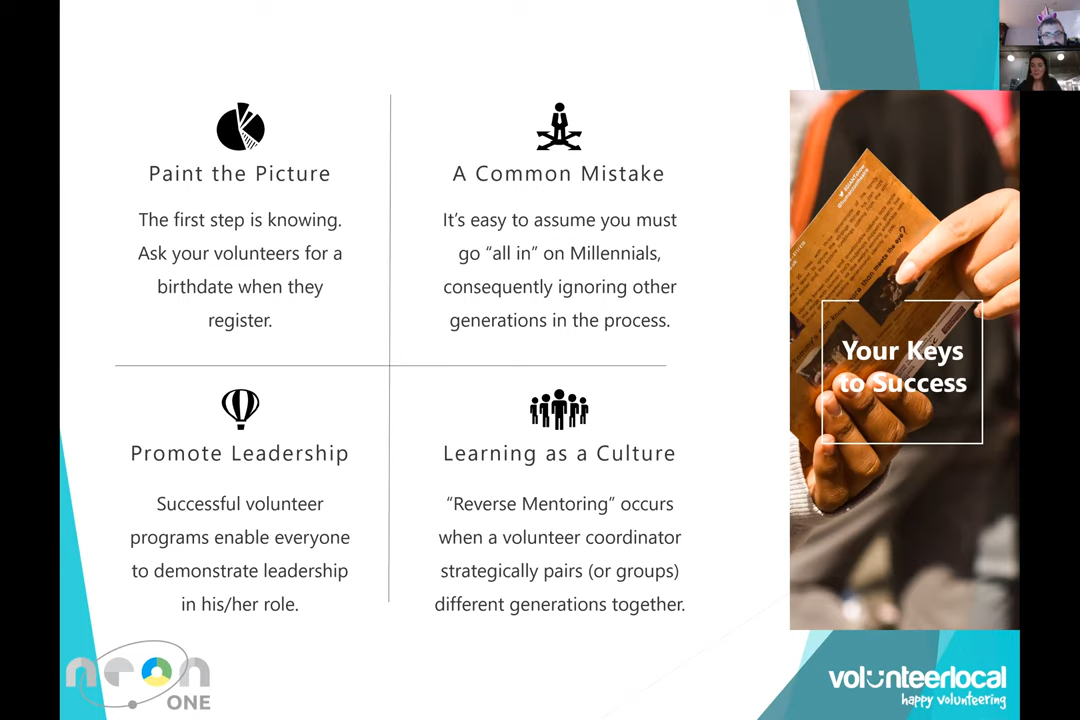 Paint the Picture
The first step is knowing.
Ask your volunteers for a
birthdate when they
register.
A Common Mistake
It’s easy to assume you must
go “all in” on Millennials,
consequently ignoring other
generations in the process.
Promote Leadership
Successful volunteer
programs enable everyone
to demonstrate leadership
in his/her role.
Learning as a Culture
“Reverse Mentoring” occurs
when a volunteer coordinator
strategically pairs (or groups)
different generations together.
Your Keys
to Success
neon
ONE
volunteerlocal
happy volunteering